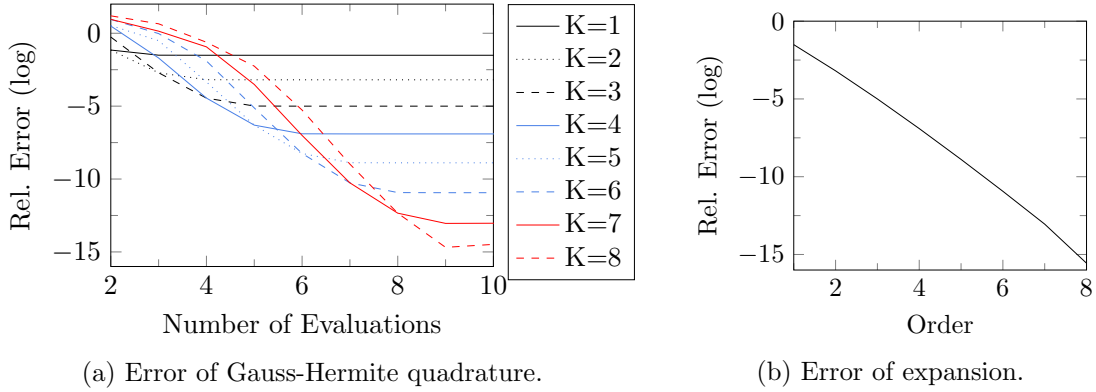 0
−5
−10
−15
2
4
6
8
10
Rel. Error (log)
Number of Evaluations
K=1
K=2
K=3
K=4
K=5
K=6
K=7
K=8
(a) Error of Gauss-Hermite quadrature.
0
−5
−10
−15
2
4
6
8
Rel. Error (log)
Order
(b) Error of expansion.